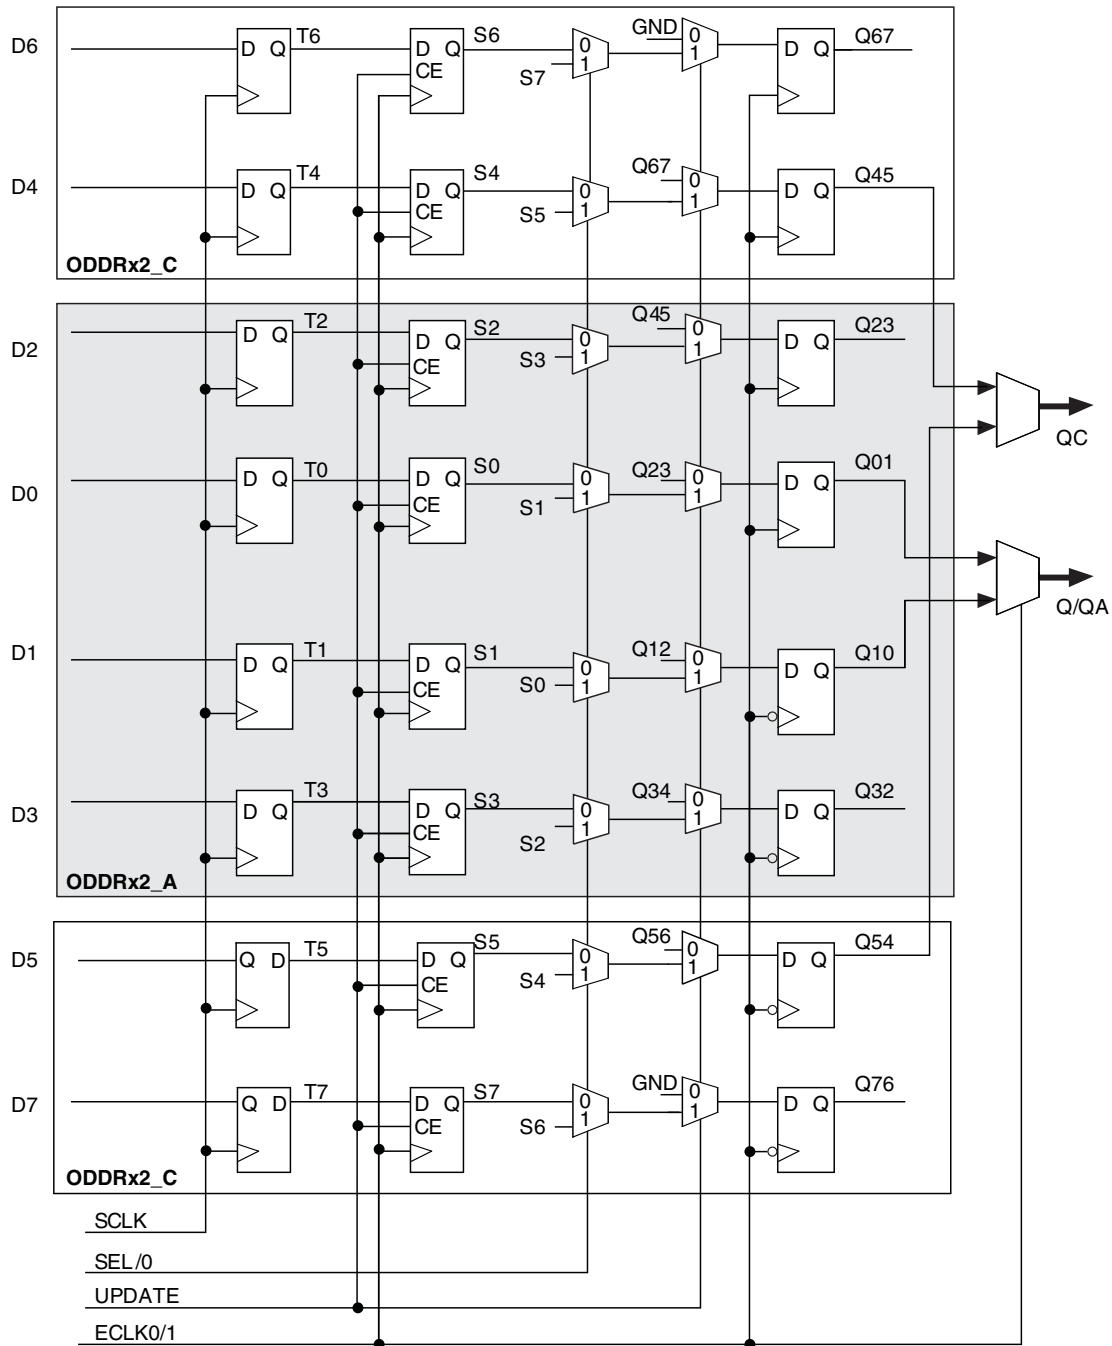 D6 D Q T6 D Q S6 0 GND 0 D Q Q67
CE 1 1
S7
D4 D Q T4 D Q S4 0 Q67 0 D Q Q45
CE 1 1
S5
ODDRx2_C
D2 D Q T2 D Q S2 0 Q45 0 D Q Q23
CE 1 1
S3
QC
D0 D Q T0 D Q S0 0 Q23 0 D Q Q01
CE 1 1
S1
Q/QA
D1 D Q T1 D Q S1 0 Q12 0 D Q Q10
CE 1 1
S0
D3 D Q T3 D Q S3 0 Q34 0 D Q Q32
CE 1 1
S2
ODDRx2_A
D5 Q D T5 D Q S5 0 Q56 0 D Q Q54
CE 1 1
S4
D7 Q D T7 D Q S7 0 GND 0 D Q Q76
CE 1 1
S6
ODDRx2_C
SCLK
SEL/0
UPDATE
ECLK0/1